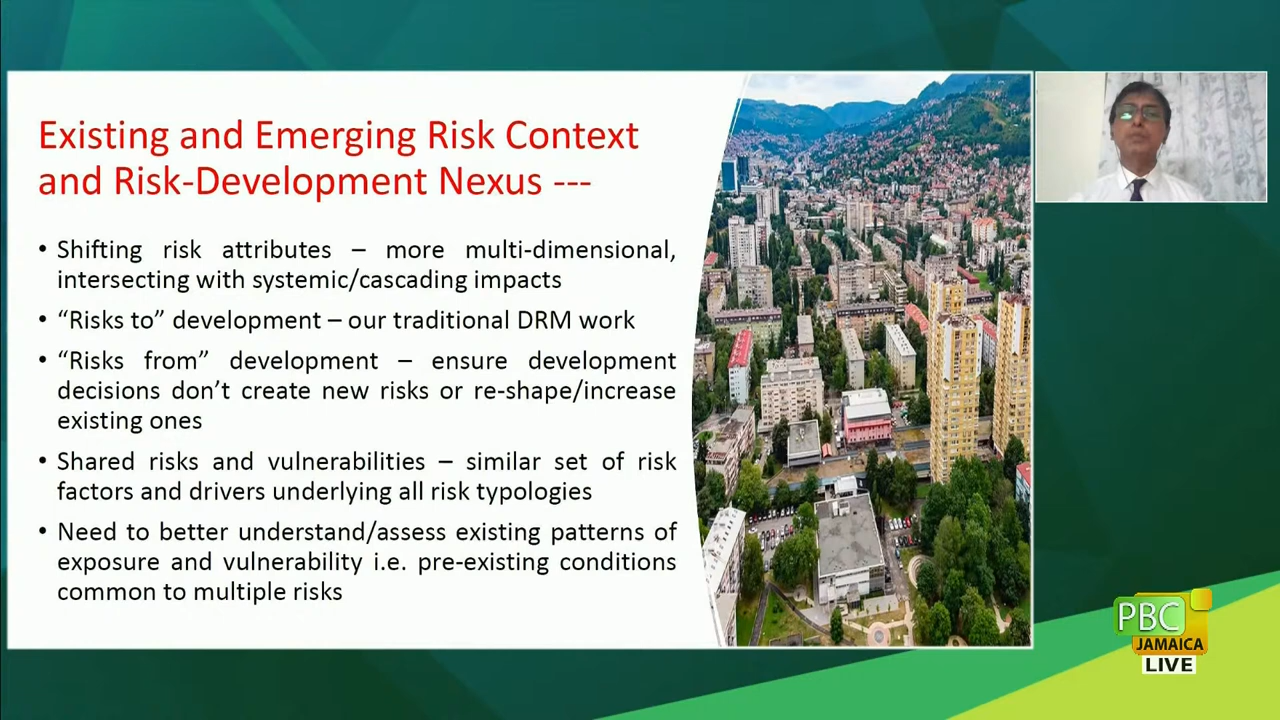 Existing and Emerging Risk Context
and Risk-Development Nexus ---
• Shifting risk attributes – more multi-dimensional,
intersecting with systemic/cascading impacts
• “Risks to” development – our traditional DRM work
• “Risks from” development – ensure development
decisions don’t create new risks or re-shape/increase
existing ones
• Shared risks and vulnerabilities – similar set of risk
factors and drivers underlying all risk typologies
• Need to better understand/assess existing patterns of
exposure and vulnerability i.e. pre-existing conditions
common to multiple risks
PBC
JAMAICA
LIVE